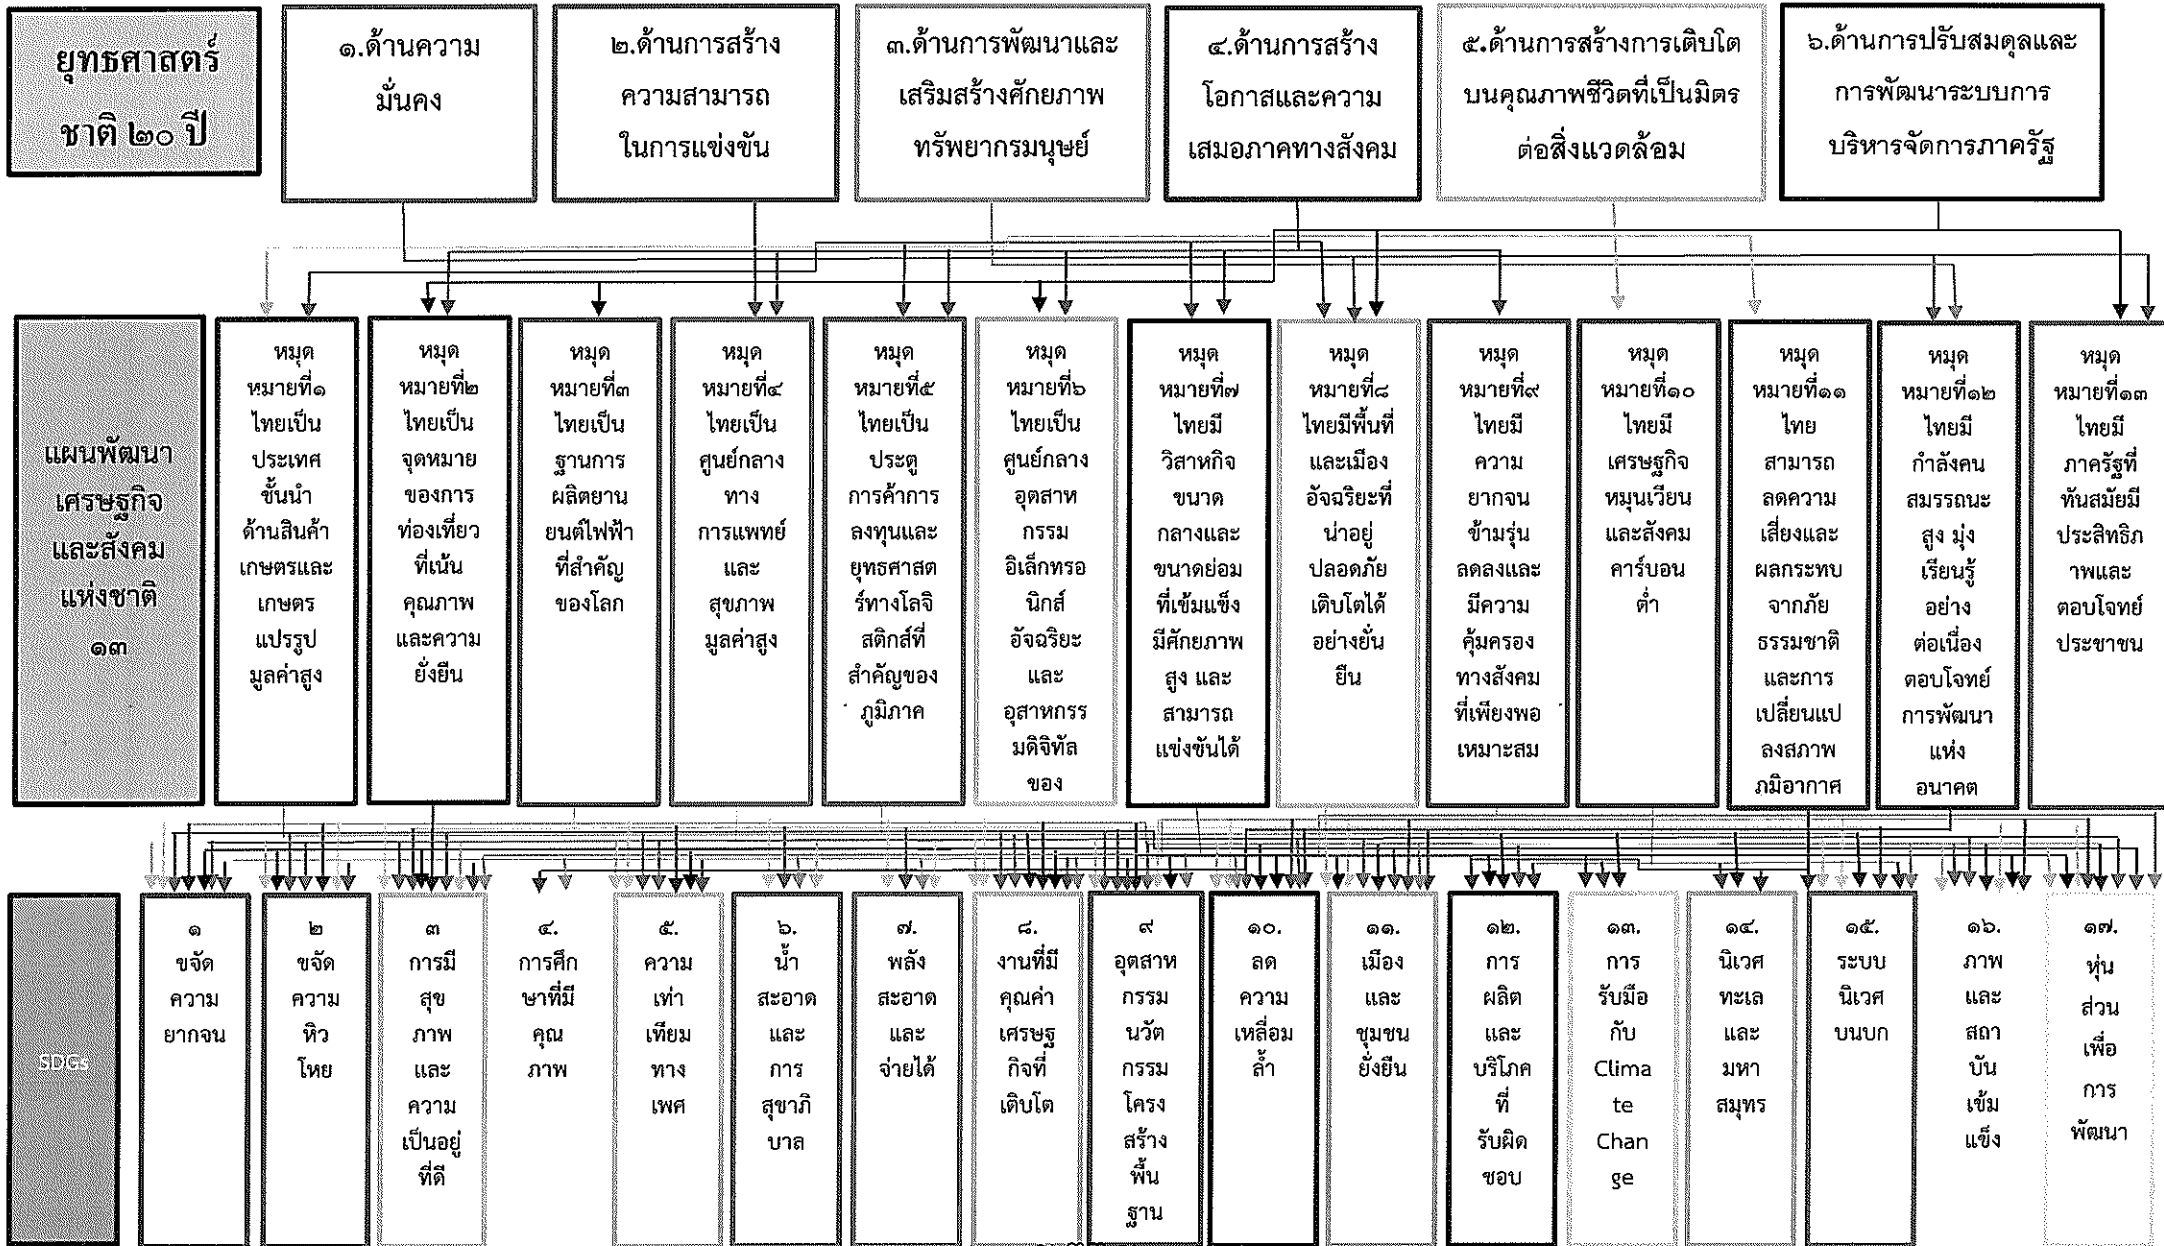 ยุทธศาสตร์
ชาติ ๒๐ ปี
๑.ด้านความ
มั่นคง
๒.ด้านการสร้าง
ความสามารถ
ในการแข่งขัน
๓.ด้านการพัฒนาและ
เสริมสร้างศักยภาพ
ทรัพยากรมนุษย์
๔.ด้านการสร้าง
โอกาสและความ
เสมอภาคทางสังคม
๕.ด้านการสร้างการเติบโต
บนคุณภาพชีวิตที่เป็นมิตร
ต่อสิ่งแวดล้อม
๖.ด้านการปรับสมดุลและ
การพัฒนาระบบการ
บริหารจัดการภาครัฐ
แผนพัฒนา
เศรษฐกิจ
และสังคม
แห่งชาติ
๑๓
หมุด
หมายที่๑
ไทยเป็น
ประเทศ
ชั้นนำ
ด้านสินค้า
เกษตรและ
เกษตร
แปรรูป
มูลค่าสูง
หมุด
หมายที่๒
ไทยเป็น
จุดหมาย
ของการ
ท่องเที่ยว
ที่เน้น
คุณภาพ
และความ
ยั่งยืน
หมุด
หมายที่๓
ไทยเป็น
ฐานการ
ผลิตยาน
ยนต์ไฟฟ้า
ที่สำคัญ
ของโลก
หมุด
หมายที่๔
ไทยเป็น
ศูนย์กลาง
ทาง
การแพทย์
และ
สุขภาพ
มูลค่าสูง
หมุด
หมายที่๕
ไทยเป็น
ประตู
การค้าการ
ลงทุนและ
ยุทธศาสต
ร์ทางโลจิ
สติกส์ที่
สำคัญของ
ภูมิภาค
หมุด
หมายที่๖
ไทยเป็น
ศูนย์กลาง
อุตสาห
กรรม
อิเล็กทรอ
นิกส์
อัจฉริยะ
และ
อุสาหกรร
มดิจิทัล
ของ
หมุด
หมายที่๗
ไทยมี
วิสาหกิจ
ขนาด
กลางและ
ขนาดย่อม
ที่เข้มแข็ง
มีศักยภาพ
สูง และ
สามารถ
แข่งขันได้
หมุด
หมายที่๘
ไทยมีพื้นที่
และเมือง
อัจฉริยะที่
น่าอยู่
ปลอดภัย
เติบโตได้
อย่างยั่น
ยืน
หมุด
หมายที่๙
ไทยมี
ความ
ยากจน
ข้ามรุ่น
ลดลงและ
มีความ
คุ้มครอง
ทางสังคม
ที่เพียงพอ
เหมาะสม
หมุด
หมายที่๑๐
ไทยมี
เศรษฐกิจ
หมุนเวียน
และสังคม
คาร์บอน
ต่ำ
หมุด
หมายที่๑๑
ไทย
สามารถ
ลดความ
เสี่ยงและ
ผลกระทบ
จากภัย
ธรรมชาติ
และการ
เปลี่ยนแป
ลงสภาพ
ภูมิอากาศ
หมุด
หมายที่๑๒
ไทยมี
กำลังคน
สมรรถนะ
สูง มุ่ง
เรียนรู้
อย่าง
ต่อเนื่อง
ตอบโจทย์
การพัฒนา
แห่ง
อนาคต
หมุด
หมายที่๑๓
ไทยมี
ภาครัฐที่
ทันสมัยมี
ประสิทธิภ
าพและ
ตอบโจทย์
ประชาชน
SDGs
๑
ขจัด
ความ
ยากจน
๒
ขจัด
ความ
หิว
โหย
๓
การมี
สุข
ภาพ
และ
ความ
เป็นอยู่
ที่ดี
๔.
การศึก
ษาที่มี
คุณ
ภาพ
๕.
ความ
เท่า
เทียม
ทาง
เพศ
๖.
น้ำ
สะอาด
และ
การ
สุขาภิ
บาล
๗.
พลัง
สะอาด
และ
จ่ายได้
๘.
งานที่มี
คุณค่า
เศรษฐ
กิจที่
เติบโต
๙
อุตสาห
กรรม
นวัต
กรรม
โครง
สร้าง
พื้น
ฐาน
๑๐.
ลด
ความ
เหลื่อม
ล้ำ
๑๑.
เมือง
และ
ชุมชน
ยั่งยืน
๑๒.
การ
ผลิต
และ
บริโภค
ที่
รับผิด
ชอบ
๑๓.
การ
รับมือ
กับ
Clima
te
Chan
ge
๑๔.
นิเวศ
ทะเล
และ
มหา
สมุทร
๑๕.
ระบบ
นิเวศ
บนบก
๑๖.
ภาพ
และ
สถา
บัน
เข้ม
แข็ง
๑๗.
หุ่น
ส่วน
เพื่อ
การ
พัฒนา